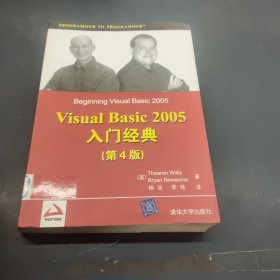 PROGRAMMER TO PROGRAMMER™
Beginning Visual Basic 2005
Visual Basic 2005
入门经典
(第4版)
(美) Thearon Willis
Bryan Newsome 著
杨浩 李铭 译
wrox
清华大学出版社